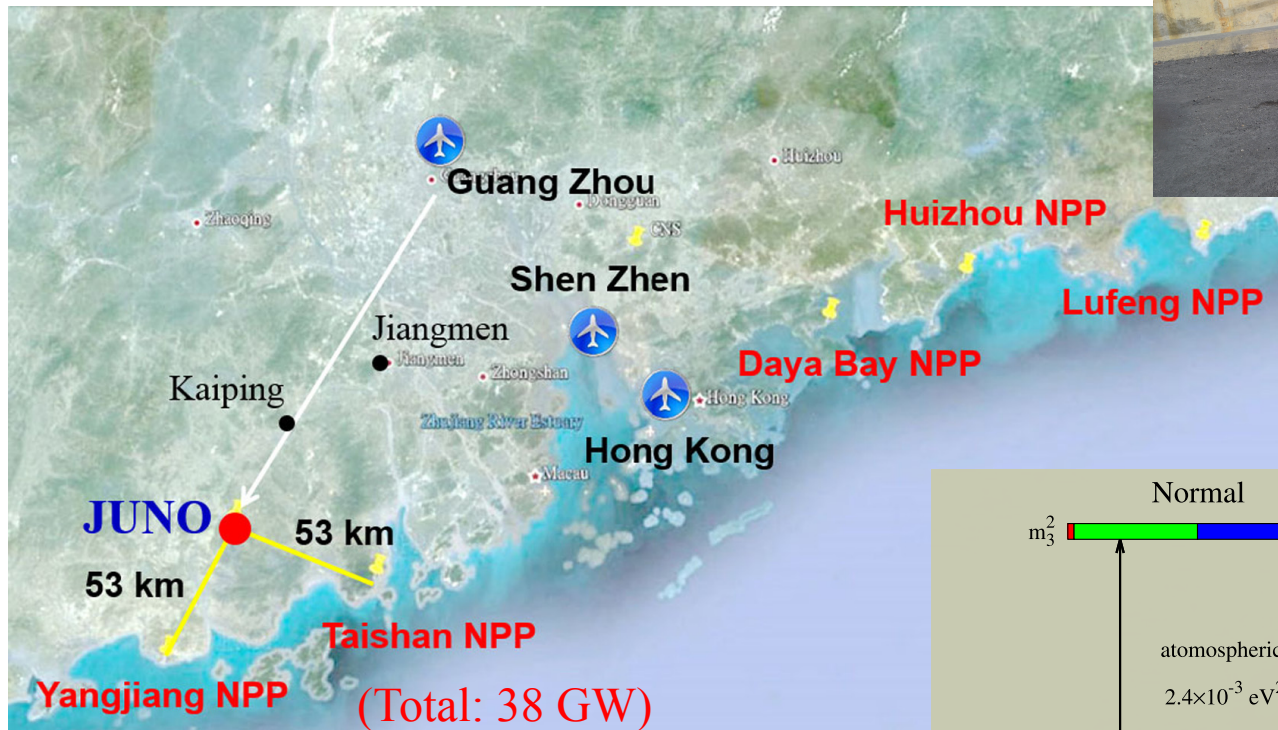 Huizhou
Guang Zhou
Dongguan
Zhaoqing
Huizhou NPP
CNS
Shen Zhen
Lufeng NPP
Jiangmen
Jiangmen
Daya Bay NPP
Zhongshan
Kaiping
Hong Kong
Zhujiang River Estuary
Hong Kong
Macau
Normal
JUNO
53 km
m₃²
53 km
Taishan NPP
atomospheric
Yangjiang NPP
(Total: 38 GW)
2.4×10⁻³ eV²